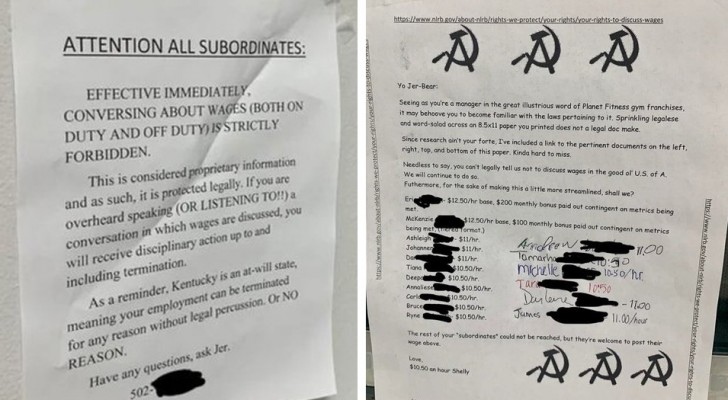 ATTENTION ALL SUBORDINATES:
EFFECTIVE IMMEDIATELY,
CONVERSING ABOUT WAGES (BOTH ON
DUTY AND OFF DUTY) IS STRICTLY
FORBIDDEN.
This is considered proprietary information
and as such, it is protected legally. If you are
overheard speaking (OR LISTENING TO!!) a
conversation in which wages are discussed, you
will receive disciplinary action up to and
including termination.
As a reminder, Kentucky is an at-will state,
meaning your employment can be terminated
for any reason without legal percussion. Or NO
REASON.
Have any questions, ask Jer.
502-
https://www.nlrb.gov/about-nlrb/rights-we-protect/your-rights/your-rights-to-discuss-wages
Yo Jer-Bear:
Seeing as you're a manager in the great illustrious word of Planet Fitness gym franchises,
it may behoove you to become familiar with the laws pertaining to it. Sprinkling legalese
and word-salad across an 8.5x11 paper you printed does not a legal doc make.
Since research ain't your forte, I've included a link to the pertinent documents on the left,
right, top, and bottom of this paper. Kinda hard to miss.
Needless to say, you can't legally tell us not to discuss wages in the good ol' U.S. of A.
We will continue to do so.
Futhermore, for the sake of making this a little more streamlined, shall we?
Eri - $12.50/hr base, $200 monthly bonus paid out contingent on metrics being
met.
McKenzie $12.50/hr base, $100 monthly bonus paid out contingent on metrics
being met.
Ashleigh - $11/hr.
Johanne $11/hr.
$11/hr.
Tiana $10.50/hr.
Deepa $10.50/hr.
Annaliese $10.50/hr.
Carl $10.50/hr.
Bruce $10.50/hr.
Ryne $10.50/hr.
Andrew 11.00
Tamarha 10.50
Michelle 10.50/hr.
Tara 10.50
Darlene - 11.00
James 11.00/hour
The rest of your "subordinates" could not be reached, but they're welcome to post their
wage above.
Love,
$10.50 an hour Shelly